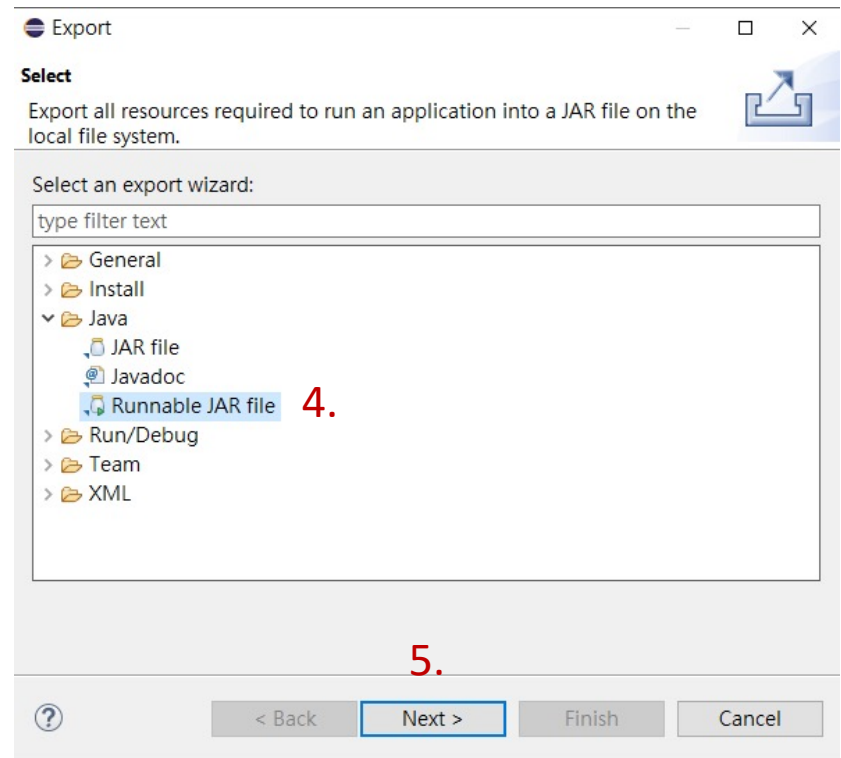 Export
Select
Export all resources required to run an application into a JAR file on the
local file system.
Select an export wizard:
type filter text
General
Install
Java
JAR file
Javadoc
Runnable JAR file 4.
Run/Debug
Team
XML
5.
< Back Next > Finish Cancel